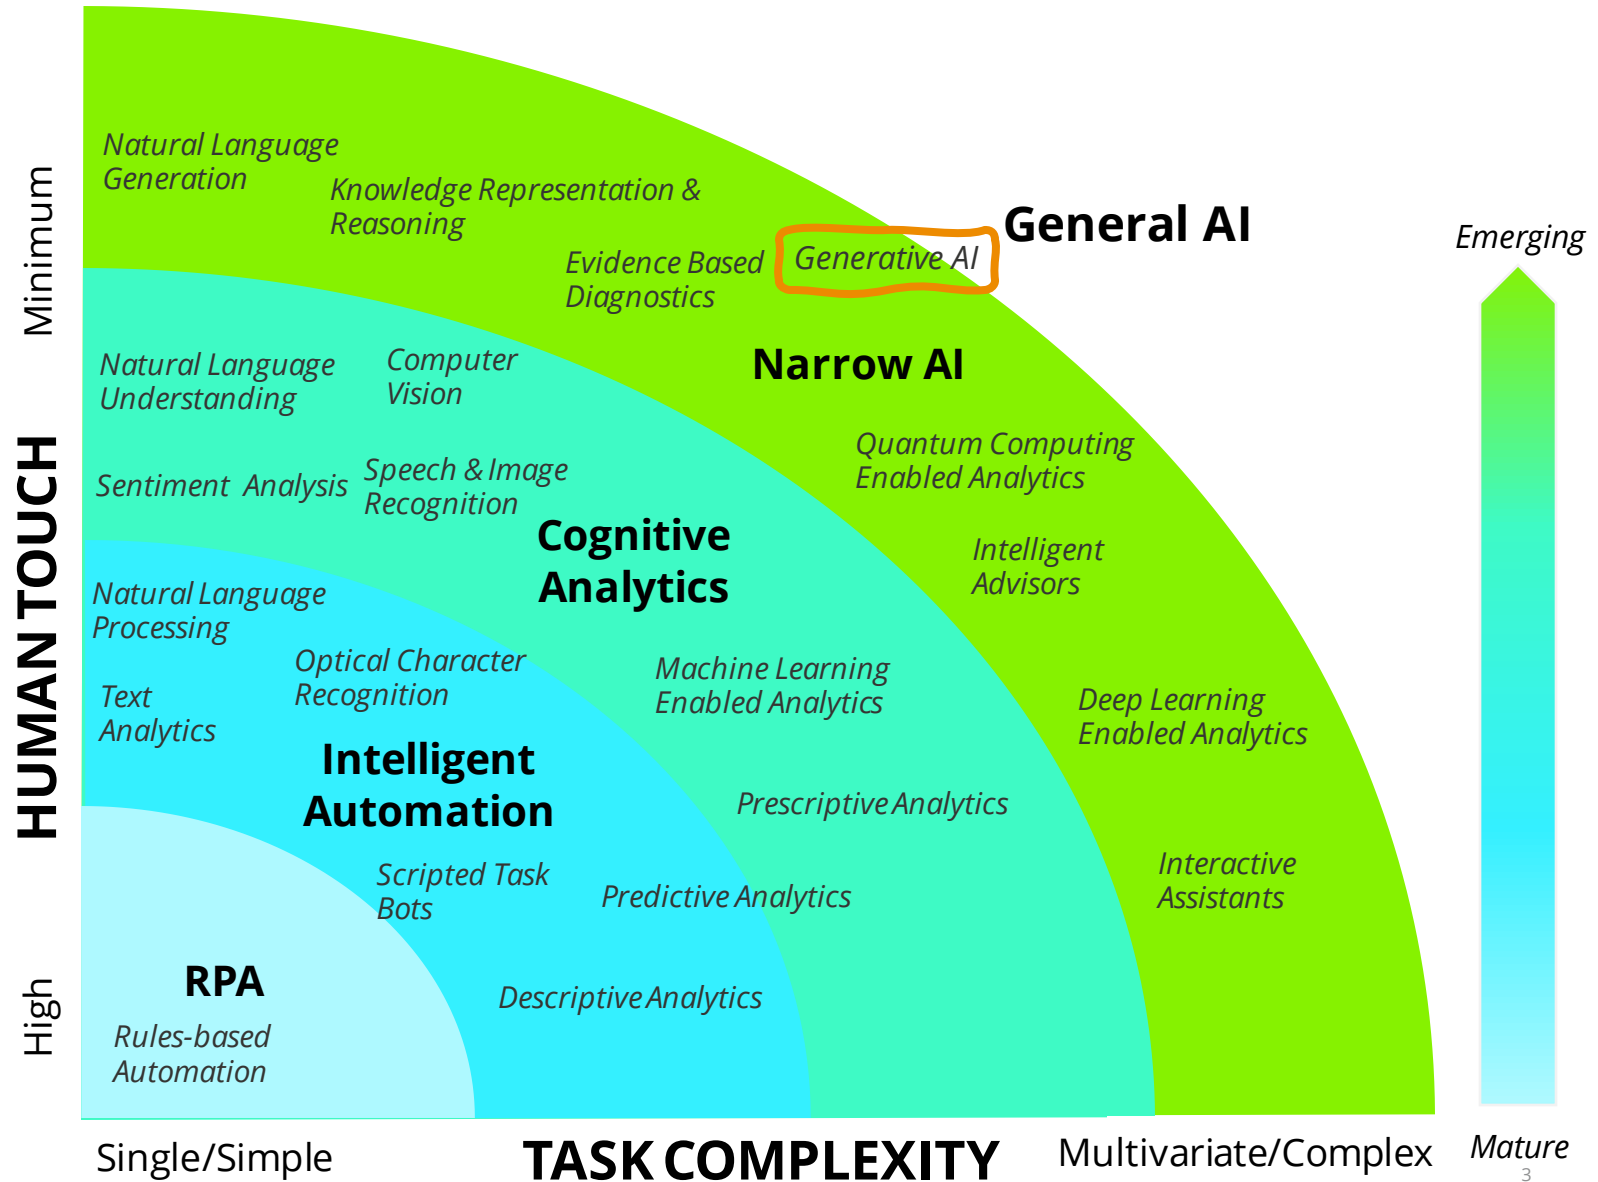 Natural Language
Generation
Knowledge Representation &
Reasoning
General AI
Evidence Based
Diagnostics
Generative AI
Emerging
Minimum
Narrow AI
Natural Language
Understanding
Computer
Vision
Quantum Computing
Enabled Analytics
Sentiment Analysis
Speech & Image
Recognition
Cognitive
Analytics
Intelligent
Advisors
HUMAN TOUCH
Natural Language
Processing
Optical Character
Recognition
Machine Learning
Enabled Analytics
Text
Analytics
Deep Learning
Enabled Analytics
Intelligent
Automation
Prescriptive Analytics
Scripted Task
Bots
Predictive Analytics
Interactive
Assistants
RPA
Descriptive Analytics
High
Rules-based
Automation
Single/Simple
TASK COMPLEXITY
Multivariate/Complex
Mature
3